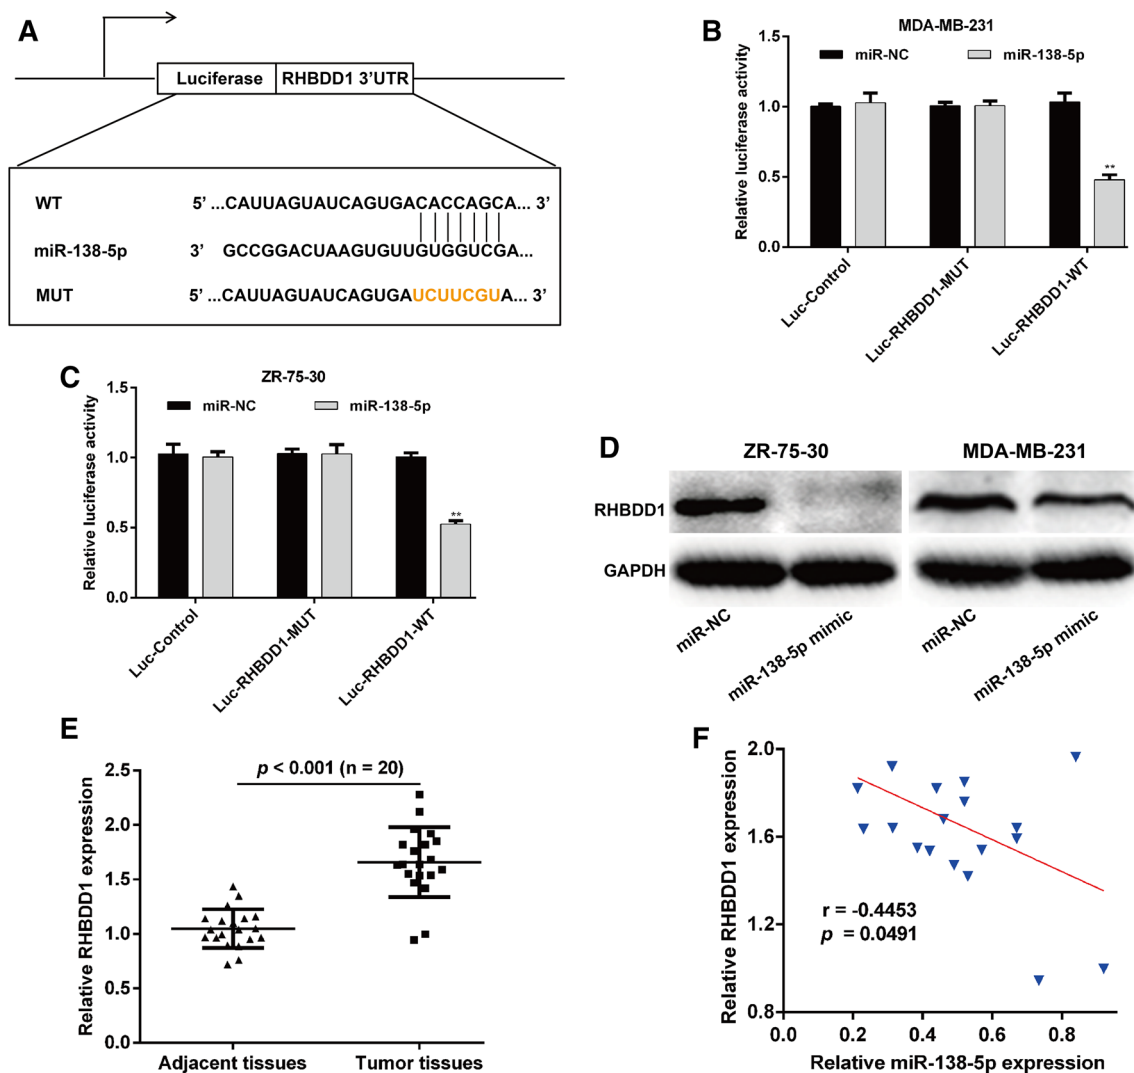 A
Luciferase RHBDD1 3'UTR
WT 5' ...CAUUAGUAUCAGUGACACCAGCA... 3'
miR-138-5p 3' GCCGGACUAAGUGUUGUGGUCGA...
MUT 5' ...CAUUAGUAUCAGUGAUCUUCGUA... 3'
B
MDA-MB-231
miR-NC miR-138-5p
Relative luciferase activity
1.5
1.0
0.5
0.0
**
Luc-Control
Luc-RHBDD1-MUT
Luc-RHBDD1-WT
C
ZR-75-30
miR-NC miR-138-5p
Relative luciferase activity
1.5
1.0
0.5
0.0
**
Luc-Control
Luc-RHBDD1-MUT
Luc-RHBDD1-WT
D
ZR-75-30 MDA-MB-231
RHBDD1
GAPDH
miR-NC
miR-138-5p mimic
miR-NC
miR-138-5p mimic
E
p < 0.001 (n = 20)
Relative RHBDD1 expression
2.5
2.0
1.5
1.0
0.5
0.0
Adjacent tissues Tumor tissues
F
Relative RHBDD1 expression
2.0
1.6
1.2
0.8
r = -0.4453
p = 0.0491
0.0 0.2 0.4 0.6 0.8
Relative miR-138-5p expression